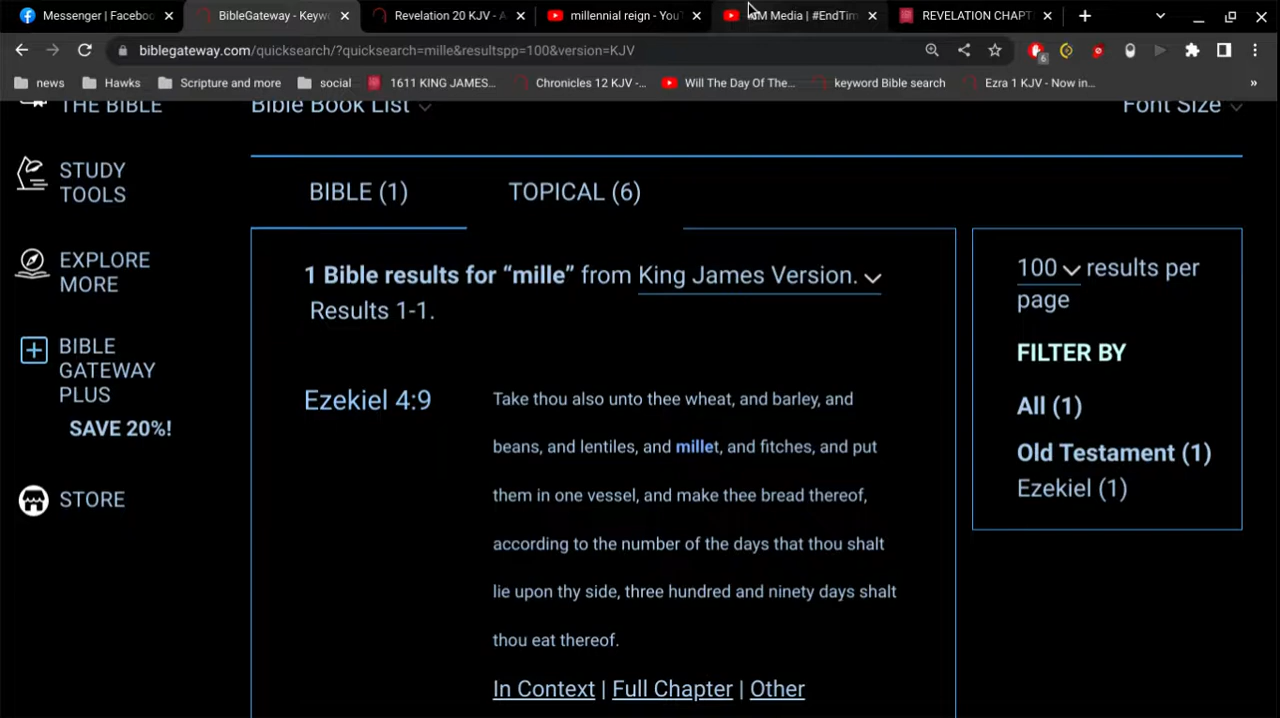 Messenger | Facebo
BibleGateway - Keyw
Revelation 20 KJV - A
millennial reign - You
M Media | #EndTim
REVELATION CHAPT
biblegateway.com/quicksearch/?quicksearch=mille&resultspp=100&version=KJV
6
news
Hawks
Scripture and more
social
1611 KING JAMES...
Chronicles 12 KJV -...
Will The Day Of The...
keyword Bible search
Ezra 1 KJV - Now in...
»
THE BIBLE
Bible Book List
Font Size
STUDY
TOOLS
EXPLORE
MORE
BIBLE
GATEWAY
PLUS
SAVE 20%!
STORE
BIBLE (1)
TOPICAL (6)
1 Bible results for “mille” from King James Version.
Results 1-1.
Ezekiel 4:9
Take thou also unto thee wheat, and barley, and
beans, and lentiles, and millet, and fitches, and put
them in one vessel, and make thee bread thereof,
according to the number of the days that thou shalt
lie upon thy side, three hundred and ninety days shalt
thou eat thereof.
In Context | Full Chapter | Other
100 results per
page
FILTER BY
All (1)
Old Testament (1)
Ezekiel (1)